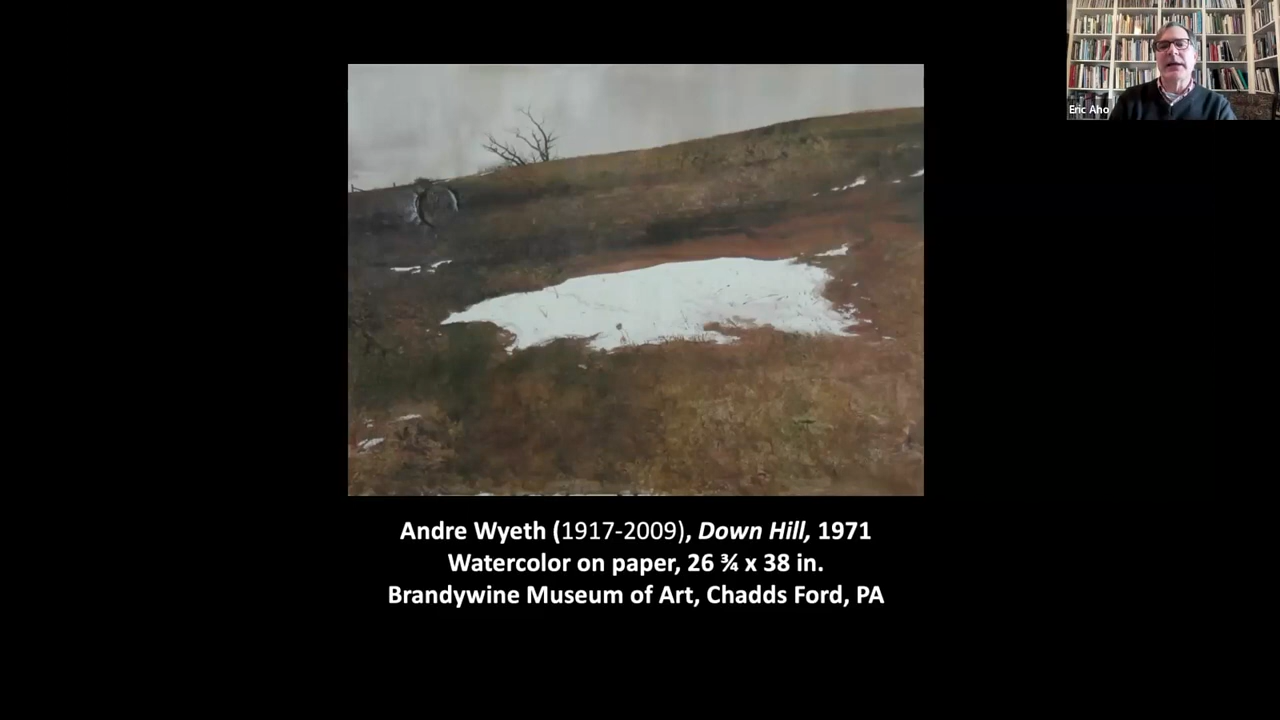 Eric Aho
Andre Wyeth (1917-2009), Down Hill, 1971
Watercolor on paper, 26 ¾ x 38 in.
Brandywine Museum of Art, Chadds Ford, PA